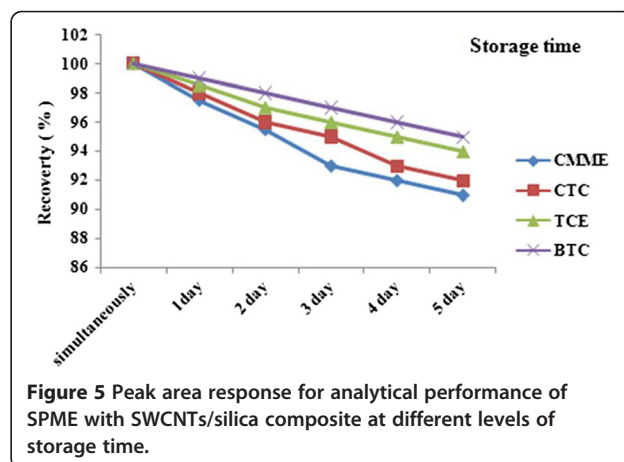 Storage time
Recoverty ( % )
102
100
98
96
94
92
90
88
86
simultaneously
1day
2 day
3 day
4 day
5 day
CMME
CTC
TCE
BTC
Figure 5 Peak area response for analytical performance of
SPME with SWCNTs/silica composite at different levels of
storage time.